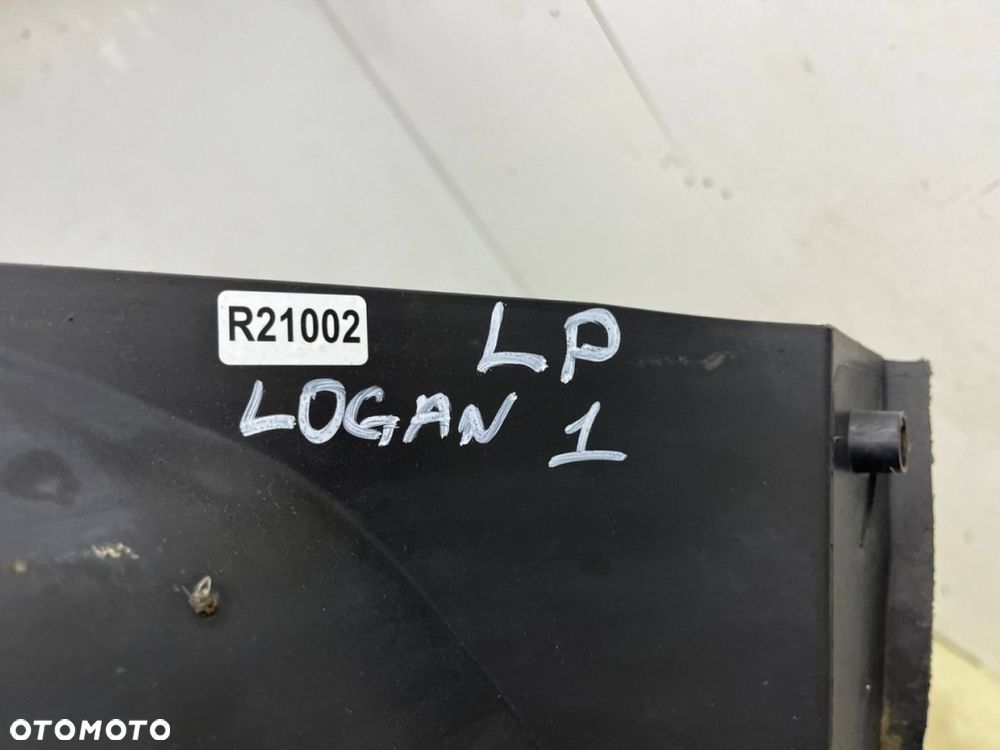 R21002
LP
LOGAN 1
OTOMOTO